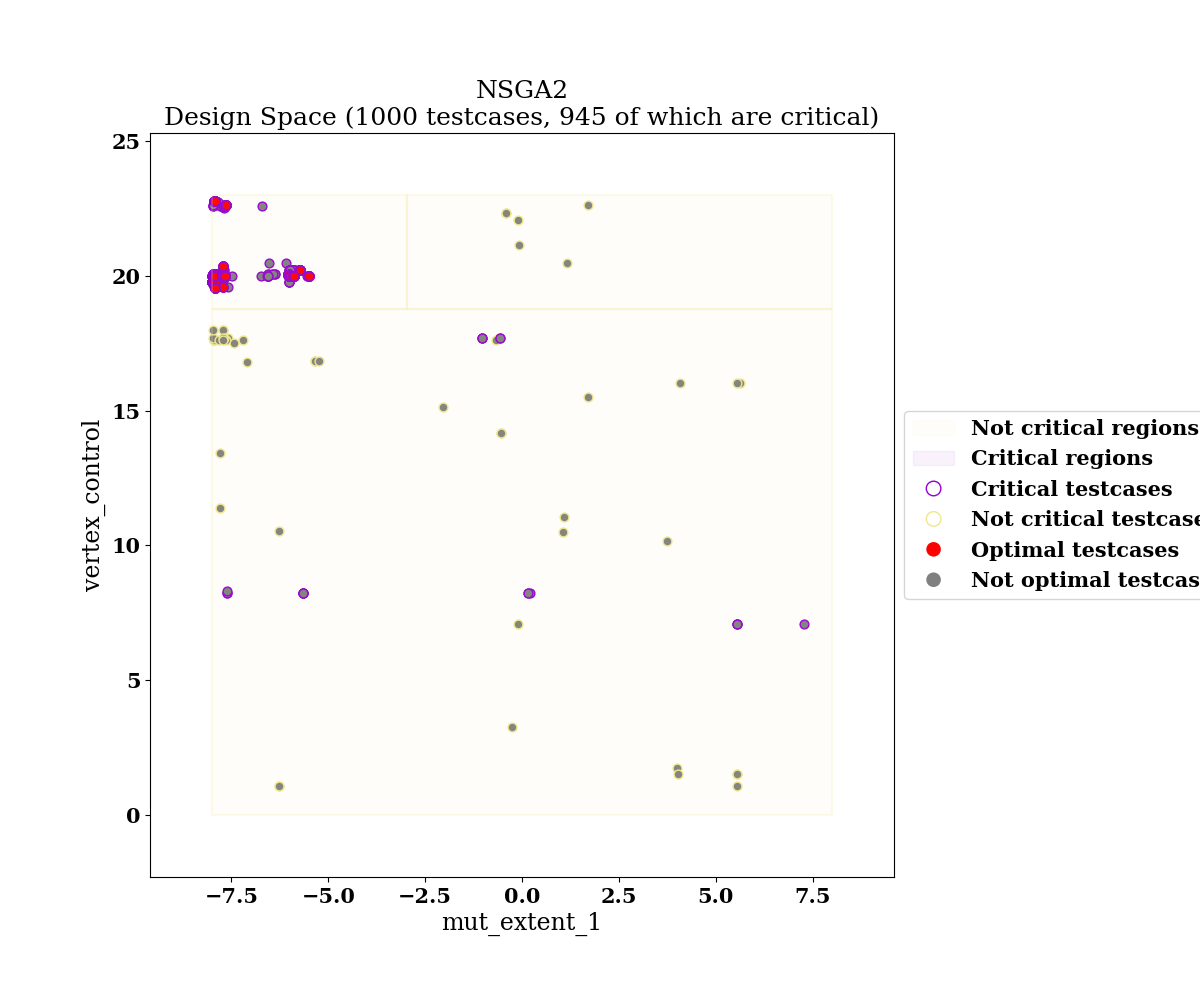 NSGA2
Design Space (1000 testcases, 945 of which are critical)
25
20
15
10
5
0
vertex_control
−7.5
−5.0
−2.5
0.0
2.5
5.0
7.5
mut_extent_1
Not critical regions
Critical regions
Critical testcases
Not critical testcase
Optimal testcases
Not optimal testcas